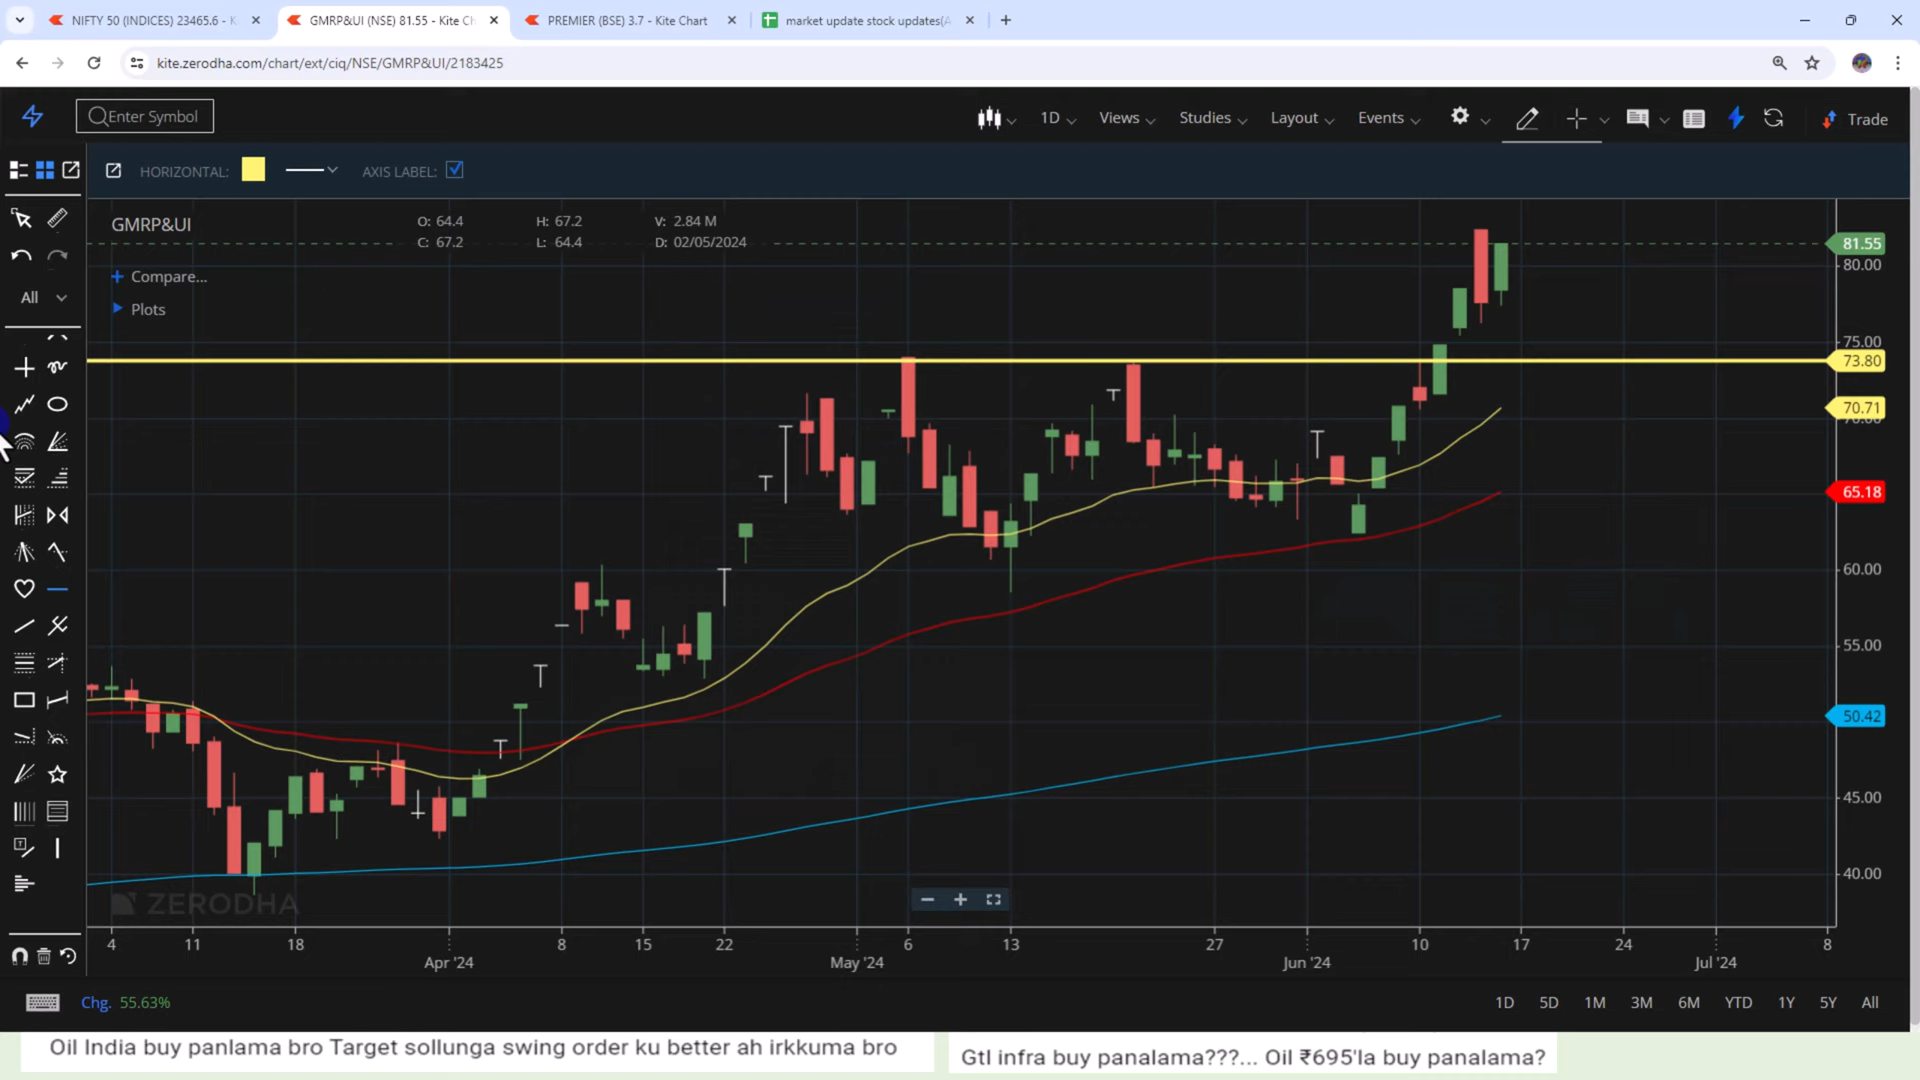 NIFTY 50 (INDICES) 23465.6 - K
GMRP&UI (NSE) 81.55 - Kite Ch
PREMIER (BSE) 3.7 - Kite Chart
market update stock updates(A
kite.zerodha.com/chart/ext/ciq/NSE/GMRP&UI/2183425
Enter Symbol
1D
Views
Studies
Layout
Events
Trade
HORIZONTAL:
AXIS LABEL:
GMRP&UI
O: 64.4
H: 67.2
V: 2.84 M
C: 67.2
L: 64.4
D: 02/05/2024
Compare...
Plots
All
81.55
80.00
75.00
73.80
70.71
70.00
65.18
60.00
55.00
50.42
45.00
40.00
ZERODHA
4
11
18
8
15
22
6
13
27
10
17
24
8
Apr '24
May '24
Jun '24
Jul '24
Chg. 55.63%
1D
5D
1M
3M
6M
YTD
1Y
5Y
All
Oil India buy panlama bro Target sollunga swing order ku better ah irkkuma bro
Gtl infra buy panalama???... Oil ₹695'la buy panalama?